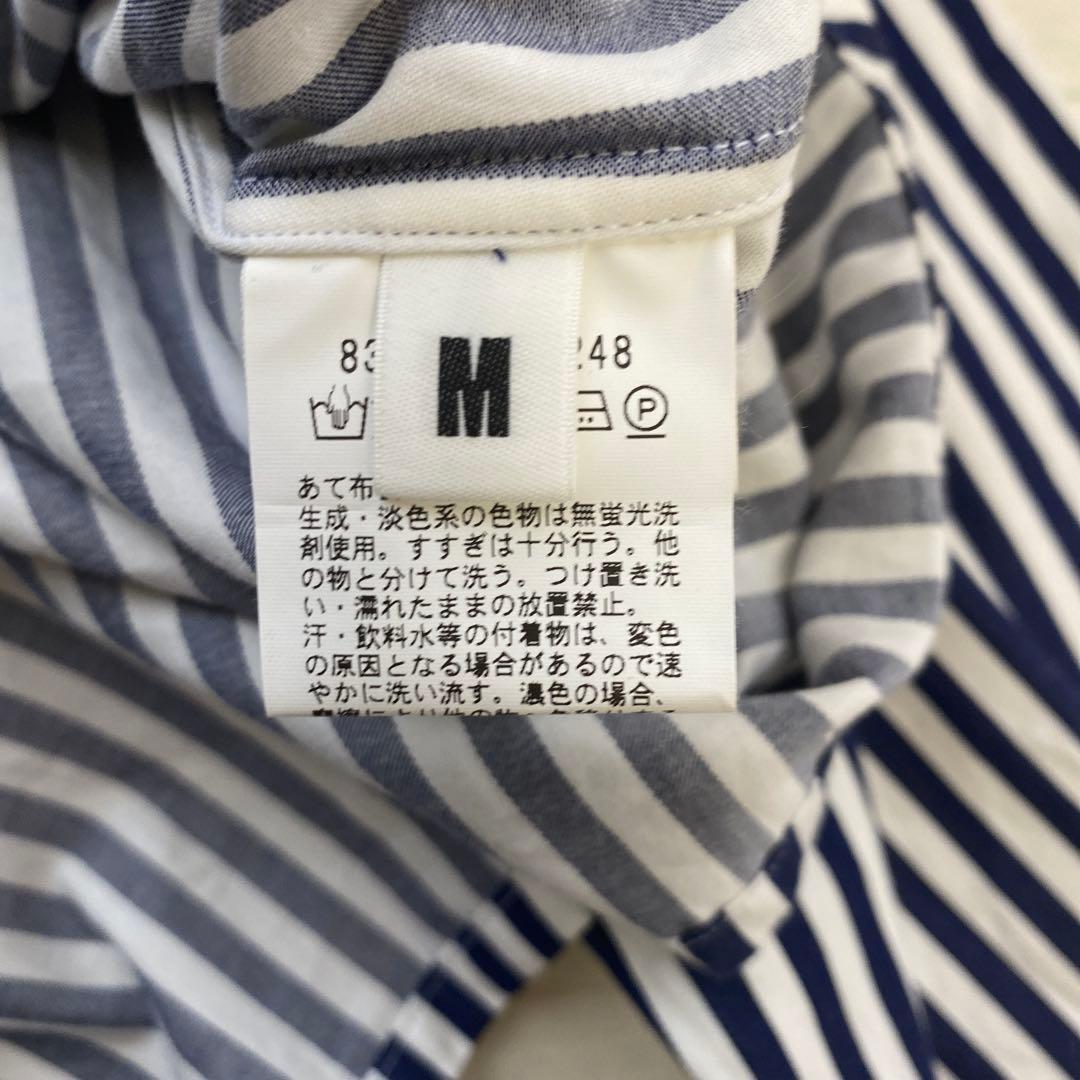 83
248
M
P
あて布
生成・淡色系の色物は無蛍光洗
剤使用。すすぎは十分行う。他
の物と分けて洗う。つけ置き洗
い・濡れたままの放置禁止。
汗・飲料水等の付着物は、変色
の原因となる場合があるので速
やかに洗い流す。濃色の場合、